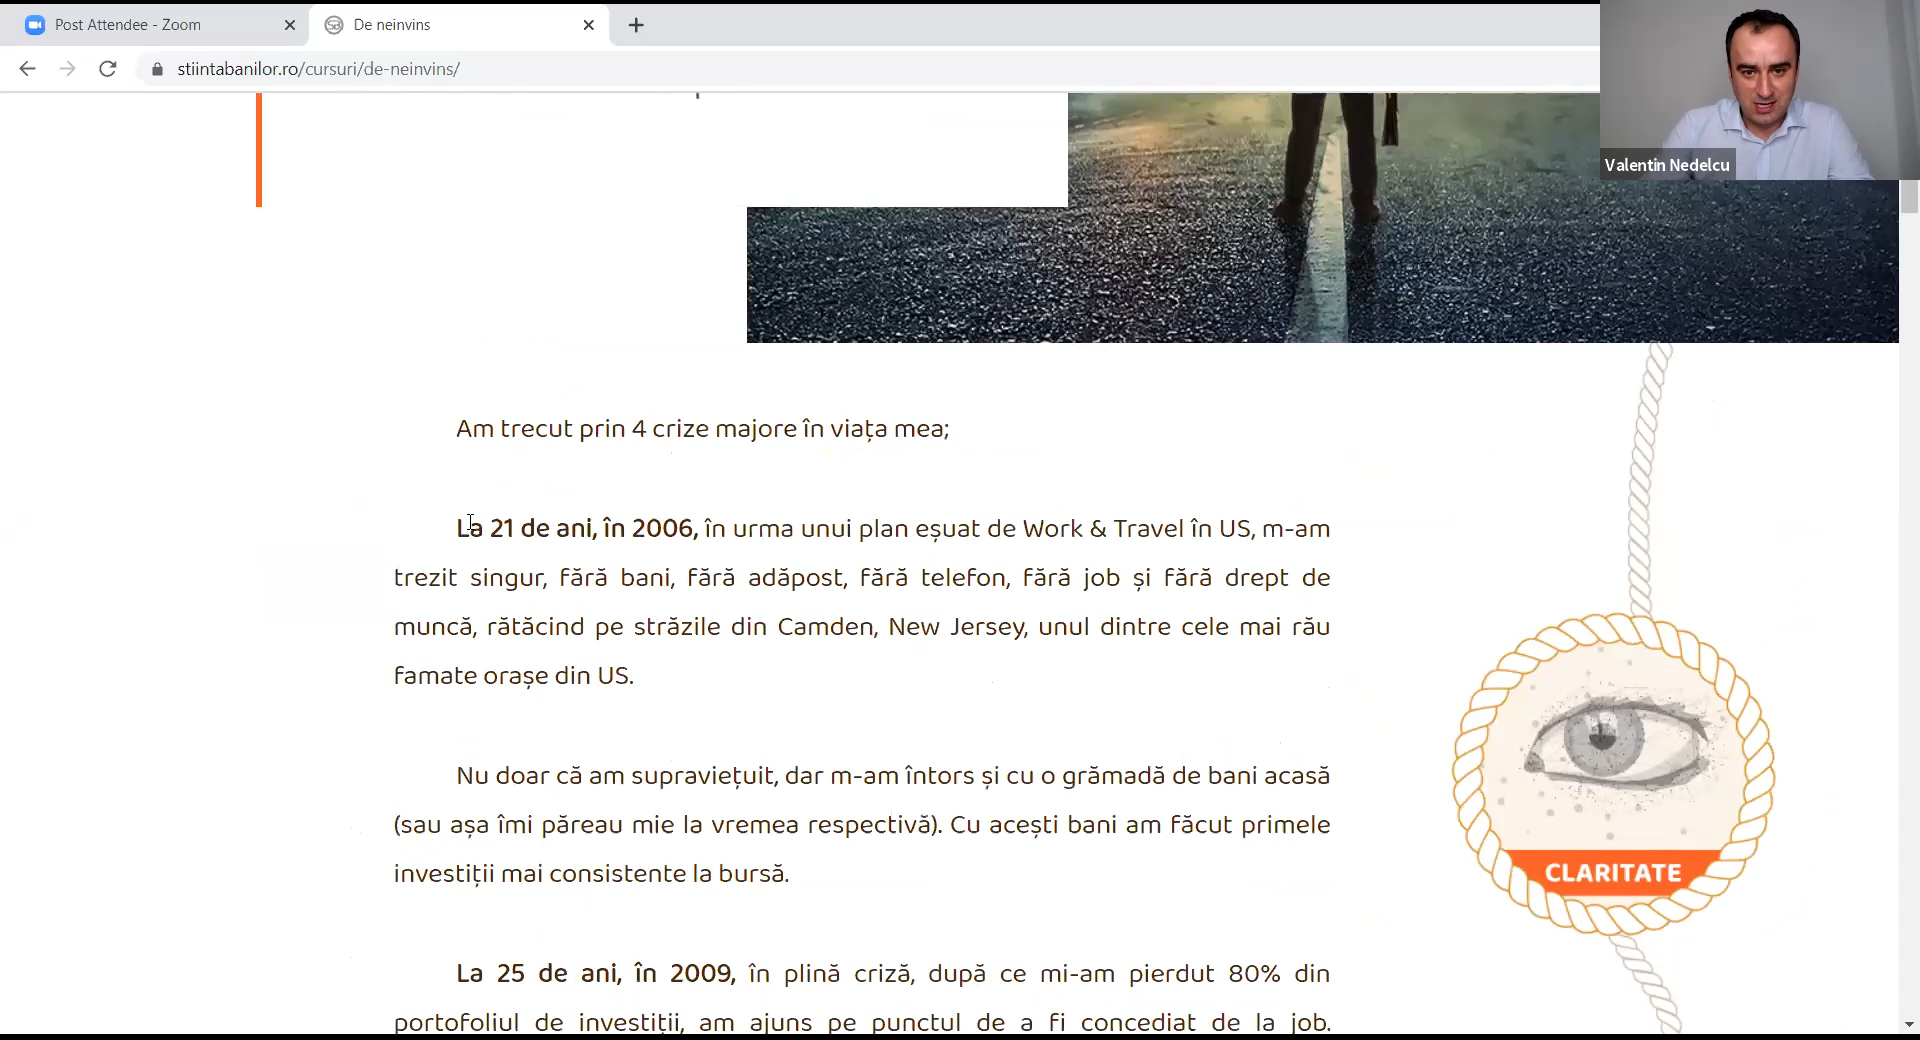 Post Attendee - Zoom
De neinvins
stiintabanilor.ro/cursuri/de-neinvins/
Valentin Nedelcu
Am trecut prin 4 crize majore în viața mea;
La 21 de ani, în 2006, în urma unui plan eșuat de Work & Travel în US, m-am
trezit singur, fără bani, fără adăpost, fără telefon, fără job și fără drept de
muncă, rătăcind pe străzile din Camden, New Jersey, unul dintre cele mai rău
famate orașe din US.
Nu doar că am supraviețuit, dar m-am întors și cu o grămadă de bani acasă
(sau așa îmi păreau mie la vremea respectivă). Cu acești bani am făcut primele
investiții mai consistente la bursă.
CLARITATE
La 25 de ani, în 2009, în plină criză, după ce mi-am pierdut 80% din
portofoliul de investiții, am ajuns pe punctul de a fi concediat de la job.